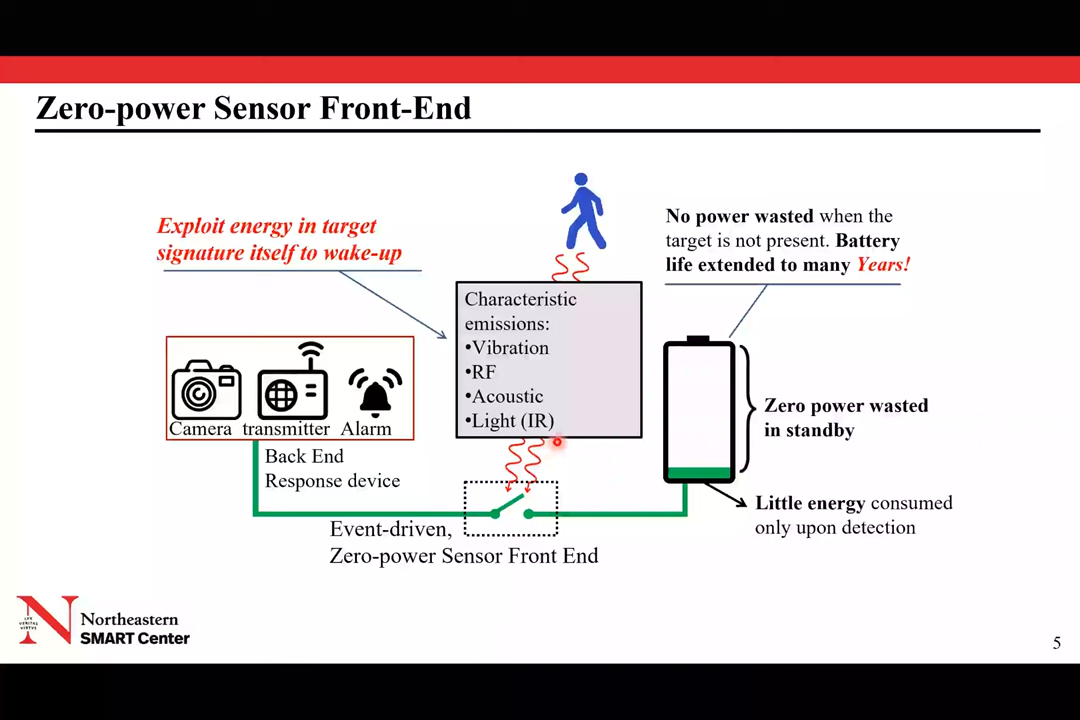 Zero-power Sensor Front-End
Exploit energy in target
signature itself to wake-up
No power wasted when the
target is not present. Battery
life extended to many Years!
Characteristic
emissions:
•Vibration
•RF
•Acoustic
•Light (IR)
Camera transmitter Alarm
Back End
Response device
Zero power wasted
in standby
Little energy consumed
only upon detection
Event-driven,
Zero-power Sensor Front End
N
LVX
VERITAS
VIRTVS
Northeastern
SMART Center
5